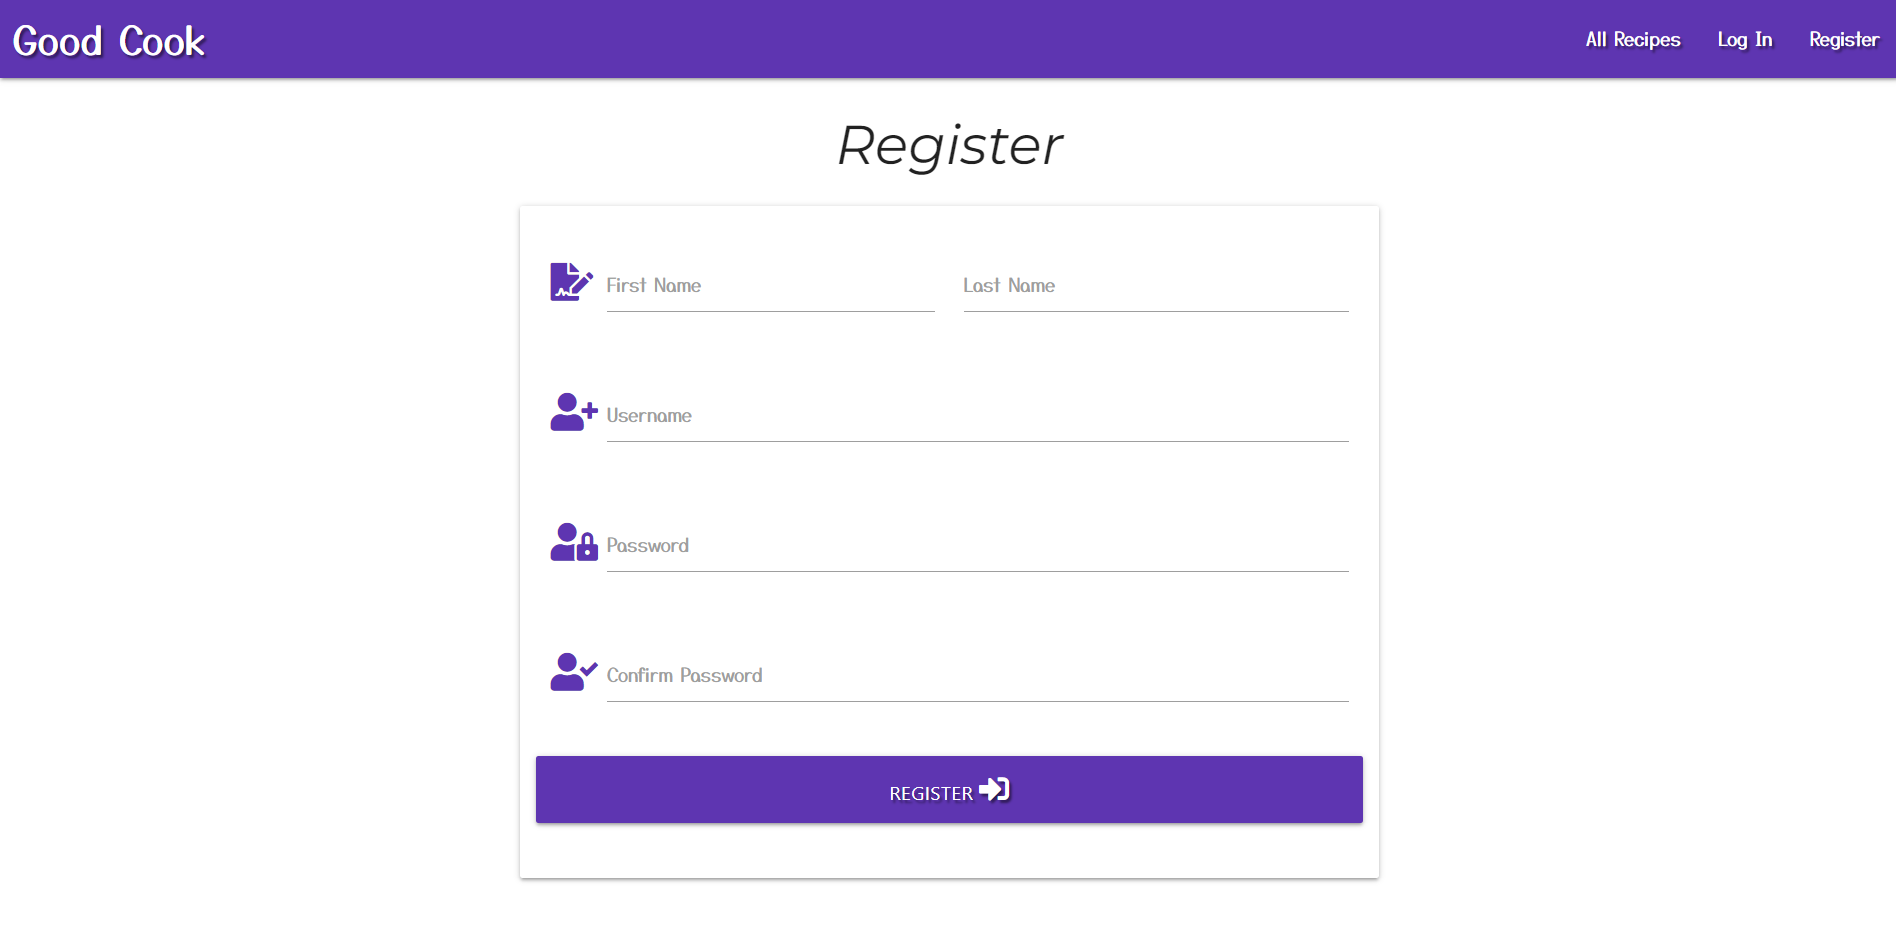 Good Cook
All Recipes Log In Register
Register
First Name Last Name
Username
Password
Confirm Password
REGISTER